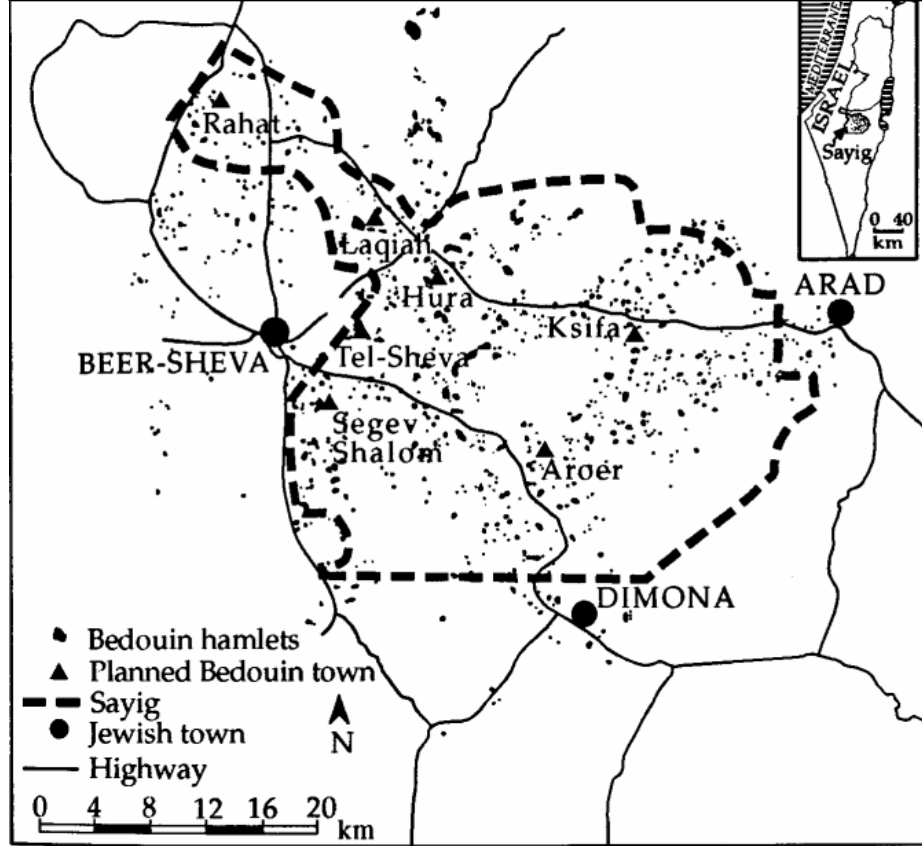 MEDITERRANE
ISRAEL
Sayig
0 40
km
Rahat
Laqiah
Hura
ARAD
Ksifa
BEER-SHEVA
Tel-Sheva
Segev
Shalom
Aroer
DIMONA
Bedouin hamlets
Planned Bedouin town
Sayig
Jewish town
Highway
N
0 4 8 12 16 20
km